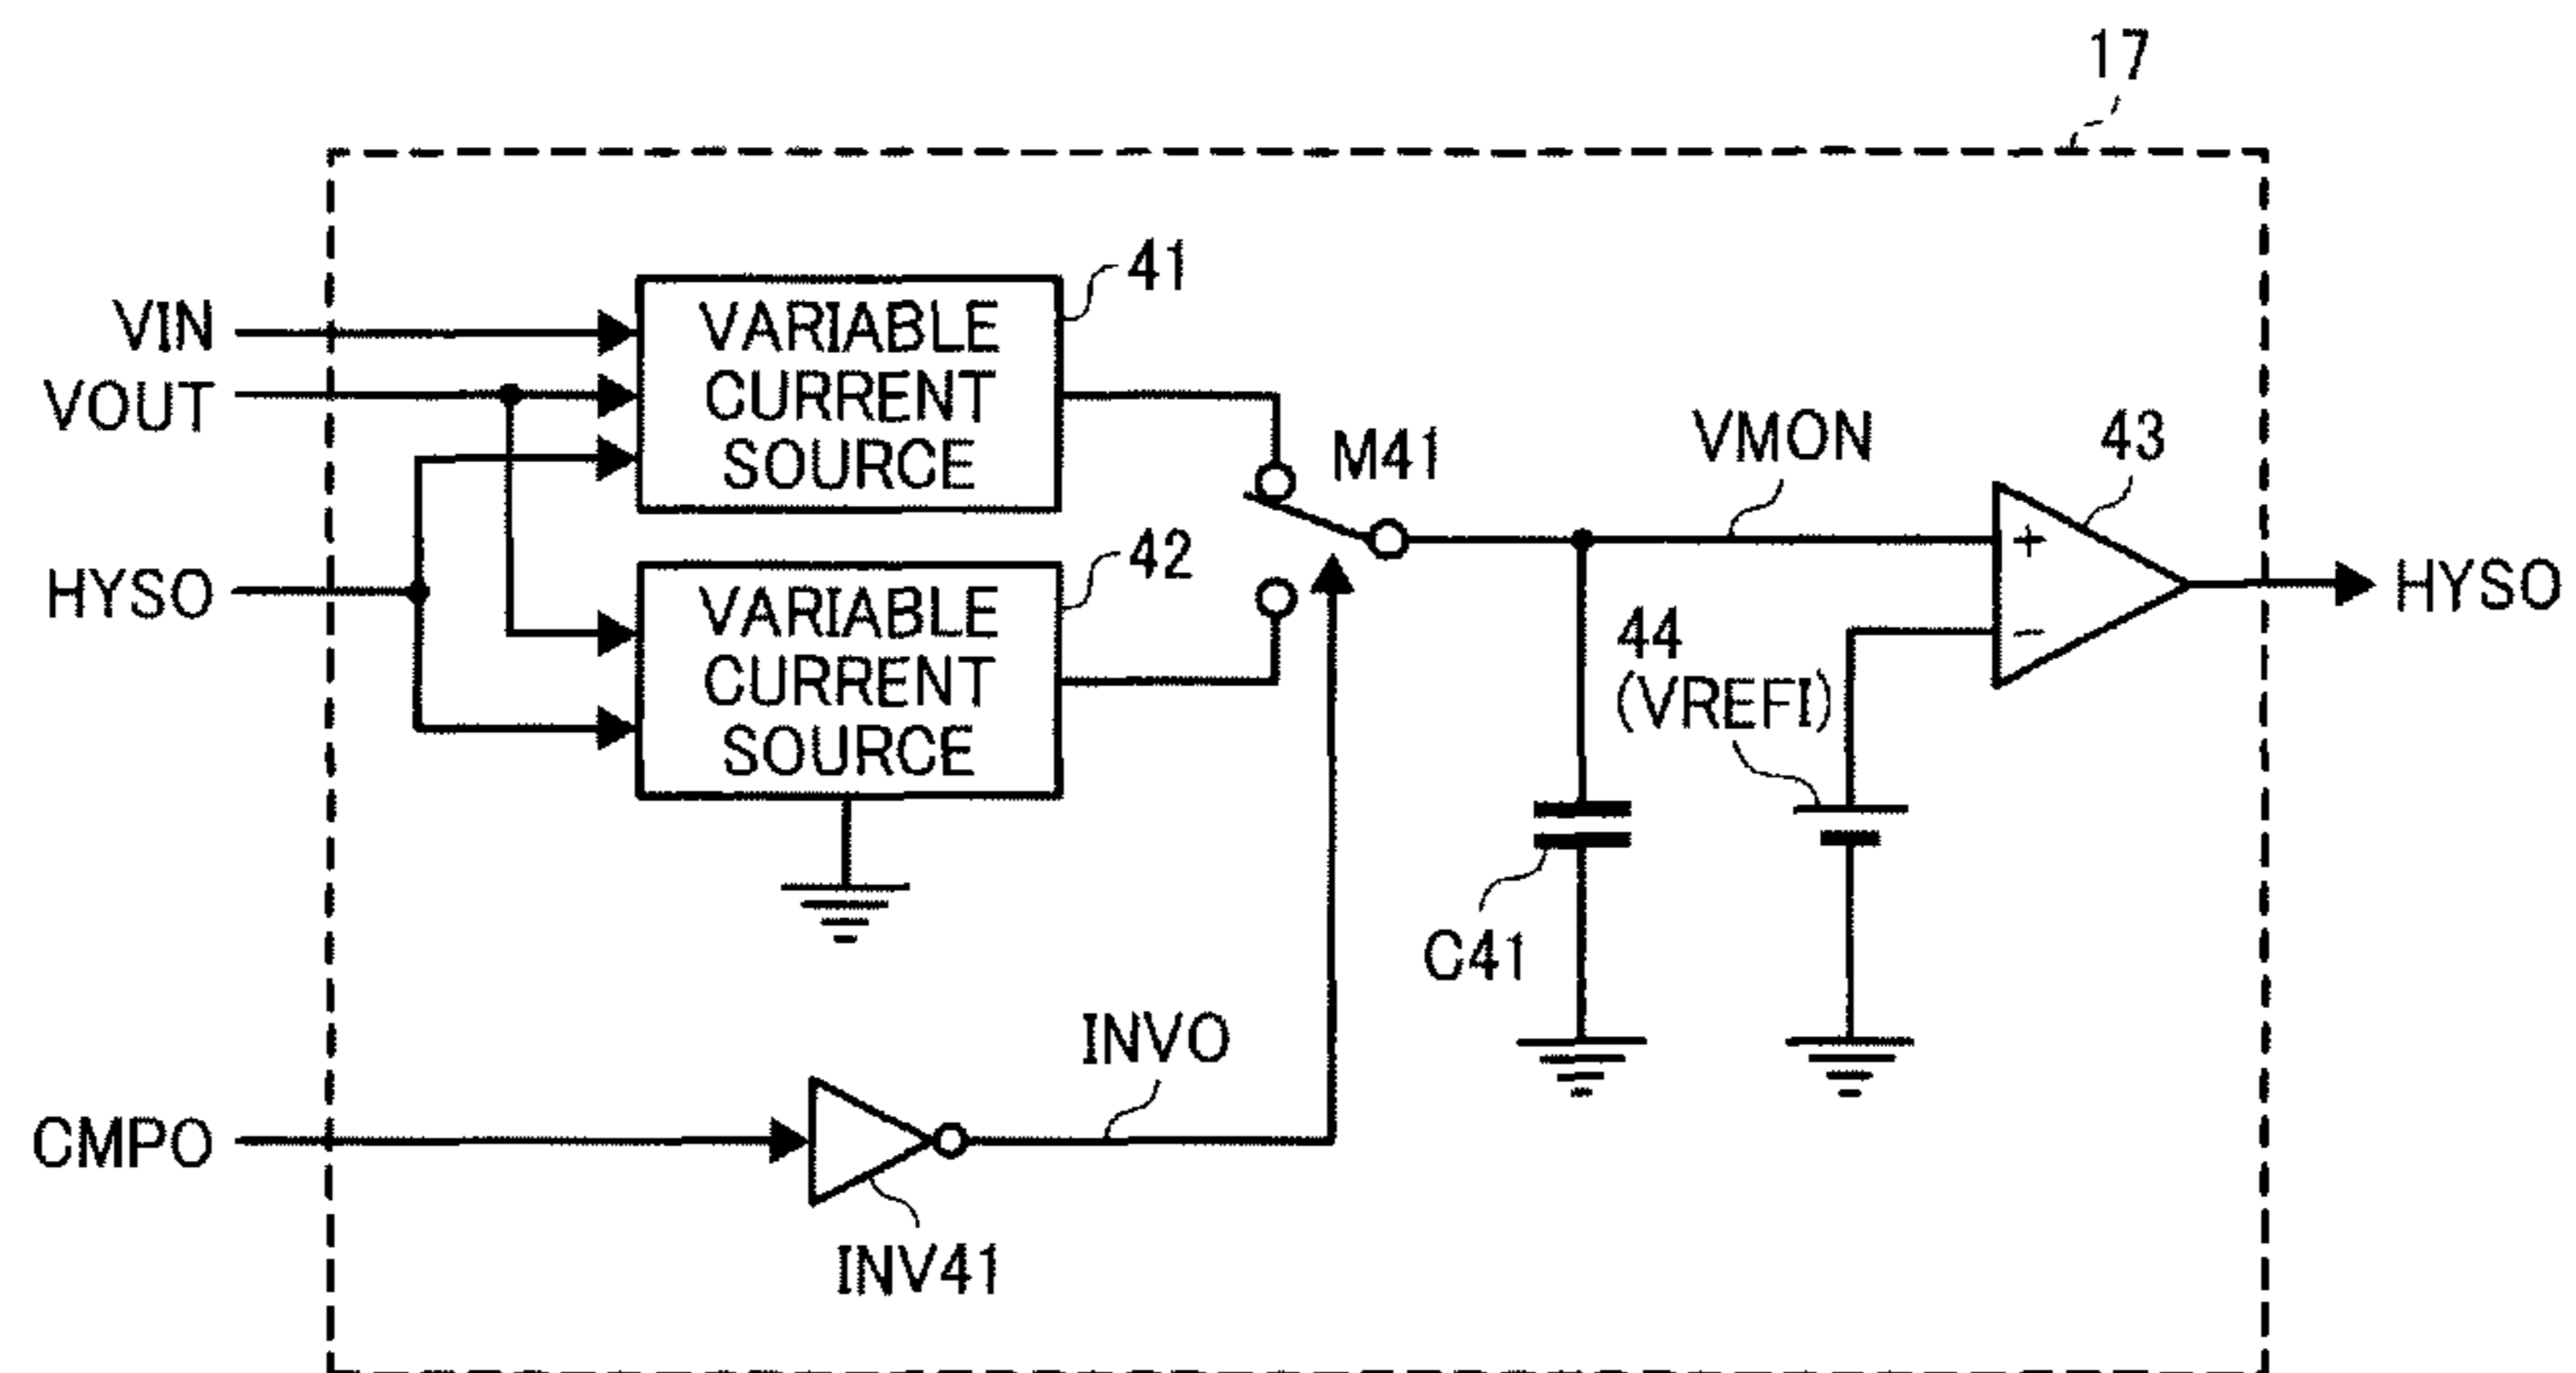 17
VIN
VOUT
HYSO
CMPO
VARIABLE
CURRENT
SOURCE
41
VARIABLE
CURRENT
SOURCE
42
M41
VMON
43
+
−
HYSO
44
(VREFI)
C41
INVO
INV41